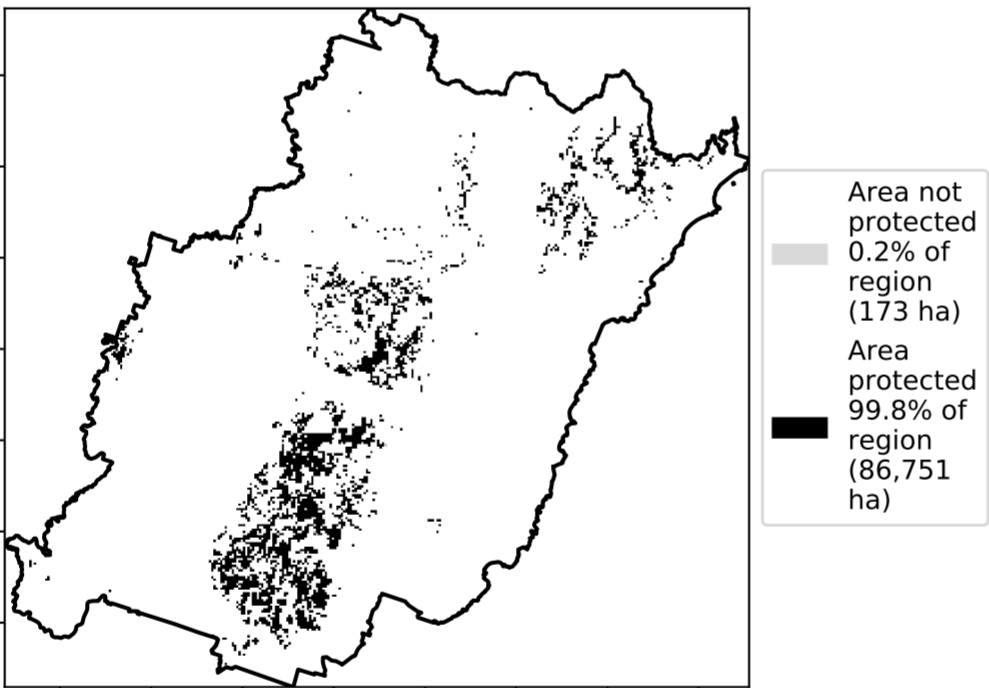 Area not
protected
0.2% of
region
(173 ha)
Area
protected
99.8% of
region
(86,751
ha)